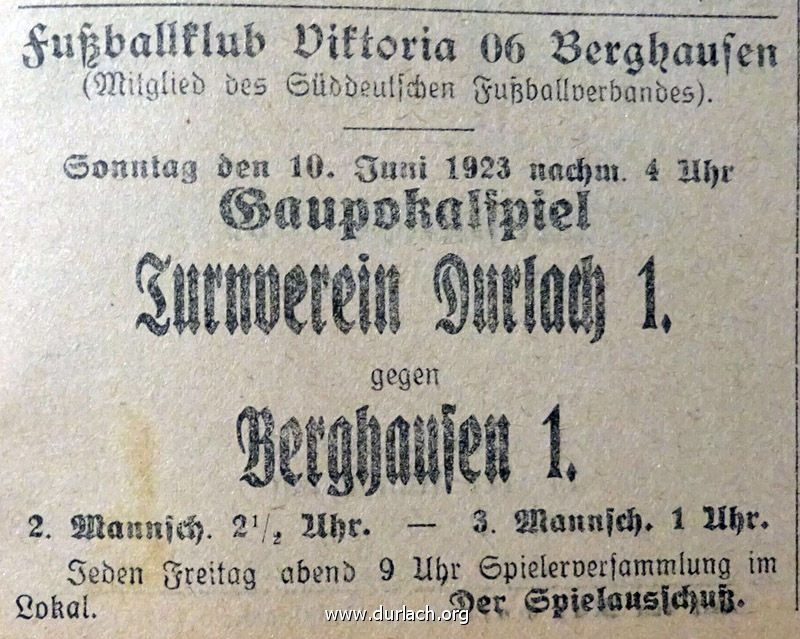 Fußballklub Viktoria 06 Berghausen
(Mitglied des Süddeutschen Fußballverbandes).
Sonntag den 10. Juni 1923 nachm. 4 Uhr
Gaupokalspiel
Turnverein Durlach 1.
gegen
Berghausen 1.
2. Mannsch. 2½ Uhr. — 3. Mannsch. 1 Uhr.
Jeden Freitag abend 9 Uhr Spielerversammlung im
Lokal. Der Spielausschuß.
www.durlach.org